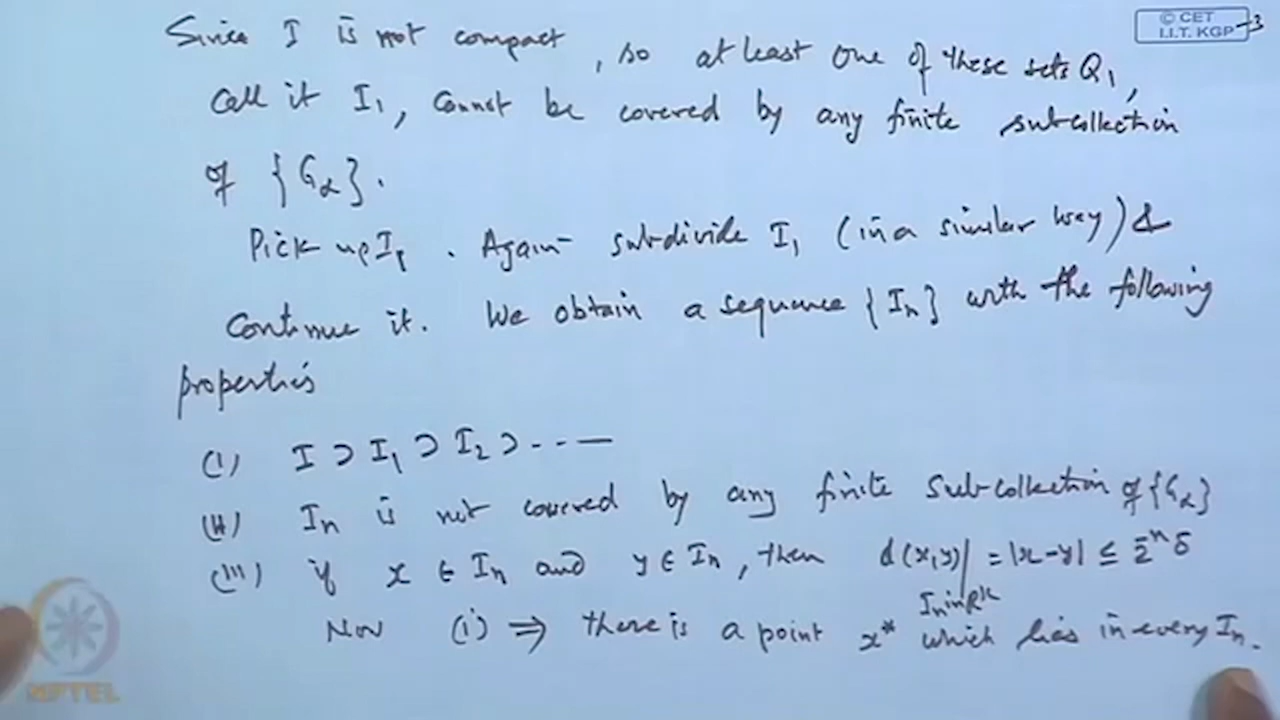 © CET
I.I.T. KGP
-3
Since I is not compact, so at least one of these sets Q₁,
call it I₁, cannot be covered by any finite subcollection
of {Gα}.
Pick up I₁. Again subdivide I₁ (in a similar way) &
continue it. We obtain a sequence {Iₙ} with the following
properties
(I) I ⊃ I₁ ⊃ I₂ ⊃ - - - —
(II) Iₙ is not covered by any finite sub-collection of {Gα}
(III) if x ∈ Iₙ and y ∈ Iₙ, then d(x,y)| = |x-y| ≤ 2⁻ⁿ δ
Iₙ in Rᵏ
Now (i) ⇒ there is a point x* which lies in every Iₙ.
NPTEL